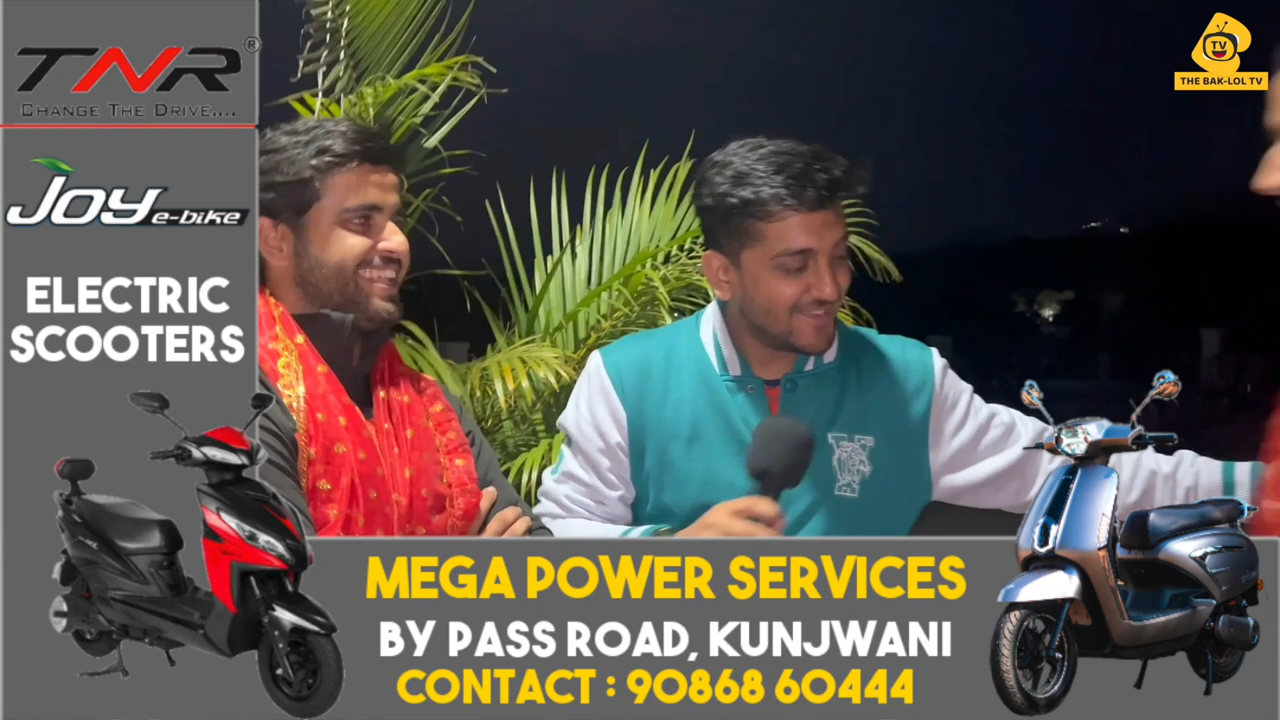 TNR®
CHANGE THE DRIVE....
Joy e-bike
ELECTRIC
SCOOTERS
TV
THE BAK-LOL TV
MEGA POWER SERVICES
BY PASS ROAD, KUNJWANI
CONTACT : 90868 60444